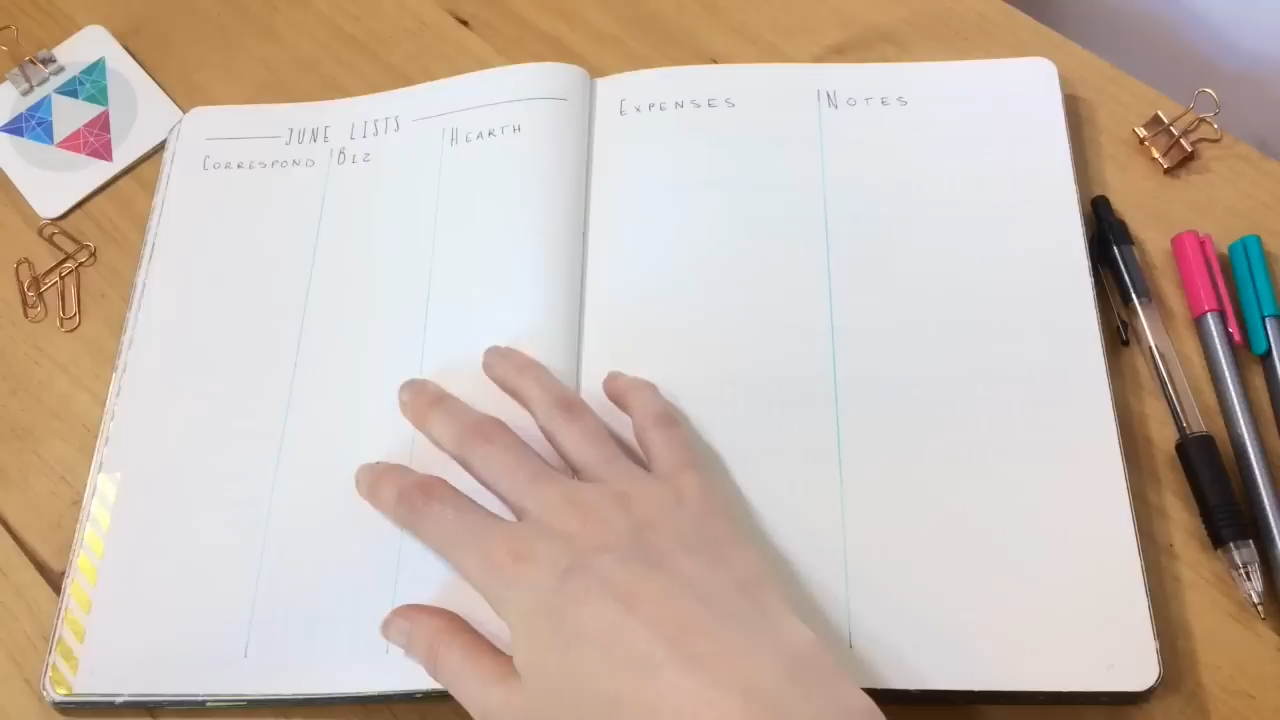 JUNE LISTS
CORRESPOND
BIZ
HEARTH
EXPENSES
NOTES